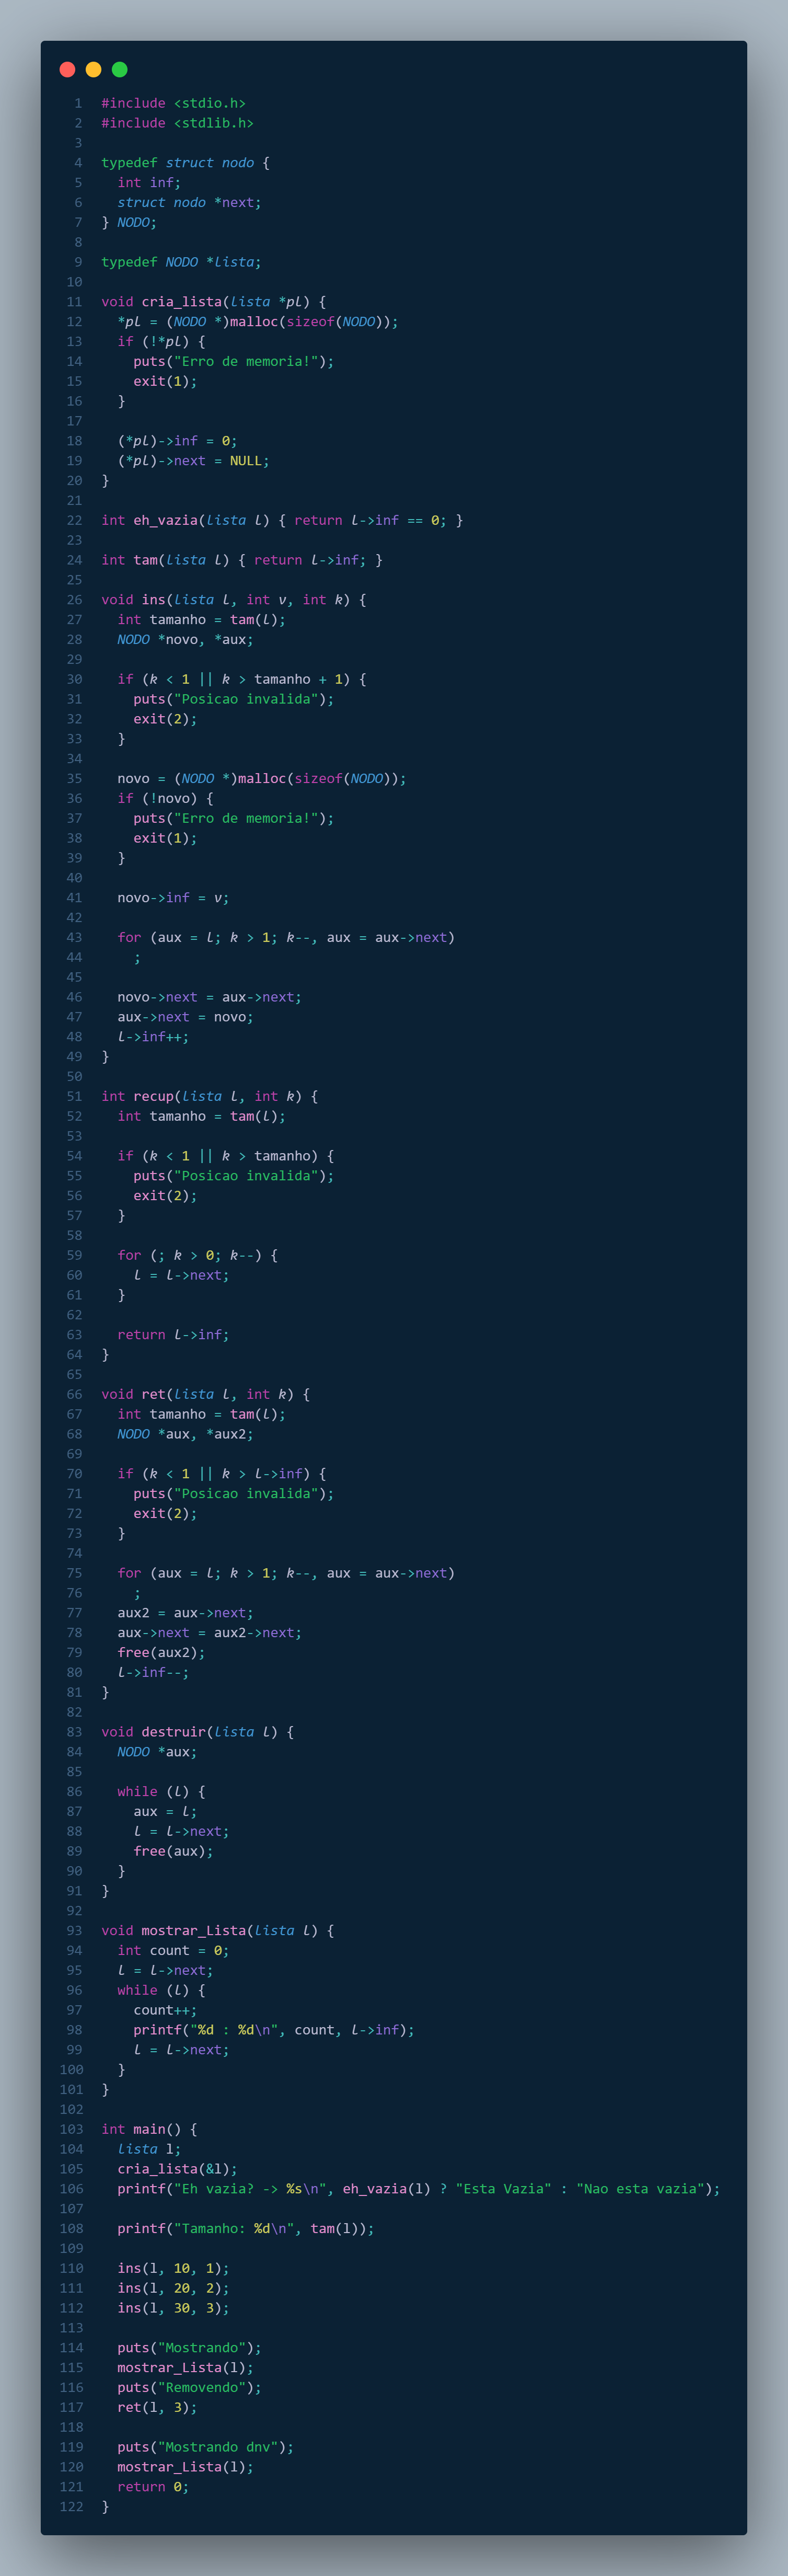 1 #include <stdio.h>
2 #include <stdlib.h>
3
4 typedef struct nodo {
5   int inf;
6   struct nodo *next;
7 } NODO;
8
9 typedef NODO *lista;
10
11 void cria_lista(lista *pl) {
12   *pl = (NODO *)malloc(sizeof(NODO));
13   if (!*pl) {
14     puts("Erro de memoria!");
15     exit(1);
16   }
17
18   (*pl)->inf = 0;
19   (*pl)->next = NULL;
20 }
21
22 int eh_vazia(lista l) { return l->inf == 0; }
23
24 int tam(lista l) { return l->inf; }
25
26 void ins(lista l, int v, int k) {
27   int tamanho = tam(l);
28   NODO *novo, *aux;
29
30   if (k < 1 || k > tamanho + 1) {
31     puts("Posicao invalida");
32     exit(2);
33   }
34
35   novo = (NODO *)malloc(sizeof(NODO));
36   if (!novo) {
37     puts("Erro de memoria!");
38     exit(1);
39   }
40
41   novo->inf = v;
42
43   for (aux = l; k > 1; k--, aux = aux->next)
44     ;
45
46   novo->next = aux->next;
47   aux->next = novo;
48   l->inf++;
49 }
50
51 int recup(lista l, int k) {
52   int tamanho = tam(l);
53
54   if (k < 1 || k > tamanho) {
55     puts("Posicao invalida");
56     exit(2);
57   }
58
59   for (; k > 0; k--) {
60     l = l->next;
61   }
62
63   return l->inf;
64 }
65
66 void ret(lista l, int k) {
67   int tamanho = tam(l);
68   NODO *aux, *aux2;
69
70   if (k < 1 || k > l->inf) {
71     puts("Posicao invalida");
72     exit(2);
73   }
74
75   for (aux = l; k > 1; k--, aux = aux->next)
76     ;
77   aux2 = aux->next;
78   aux->next = aux2->next;
79   free(aux2);
80   l->inf--;
81 }
82
83 void destruir(lista l) {
84   NODO *aux;
85
86   while (l) {
87     aux = l;
88     l = l->next;
89     free(aux);
90   }
91 }
92
93 void mostrar_Lista(lista l) {
94   int count = 0;
95   l = l->next;
96   while (l) {
97     count++;
98     printf("%d : %d\n", count, l->inf);
99     l = l->next;
100   }
101 }
102
103 int main() {
104   lista l;
105   cria_lista(&l);
106   printf("Eh vazia? -> %s\n", eh_vazia(l) ? "Esta Vazia" : "Nao esta vazia");
107
108   printf("Tamanho: %d\n", tam(l));
109
110   ins(l, 10, 1);
111   ins(l, 20, 2);
112   ins(l, 30, 3);
113
114   puts("Mostrando");
115   mostrar_Lista(l);
116   puts("Removendo");
117   ret(l, 3);
118
119   puts("Mostrando dnv");
120   mostrar_Lista(l);
121   return 0;
122 }